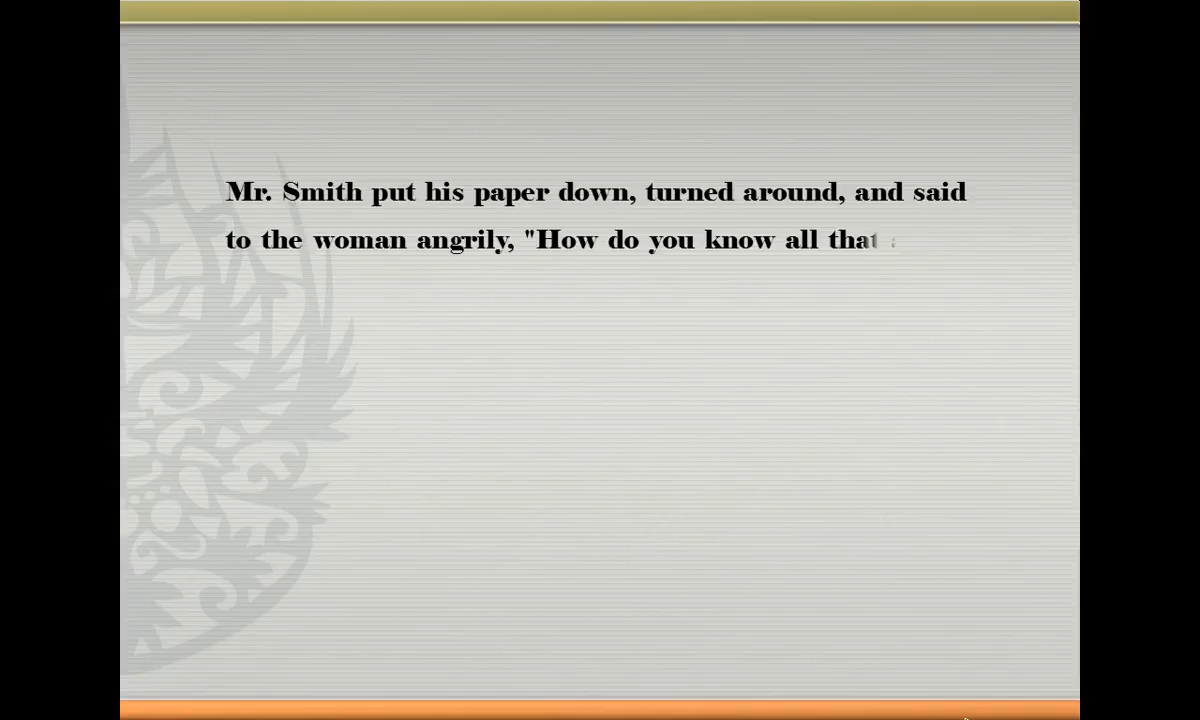 Mr. Smith put his paper down, turned around, and said
to the woman angrily, "How do you know all that